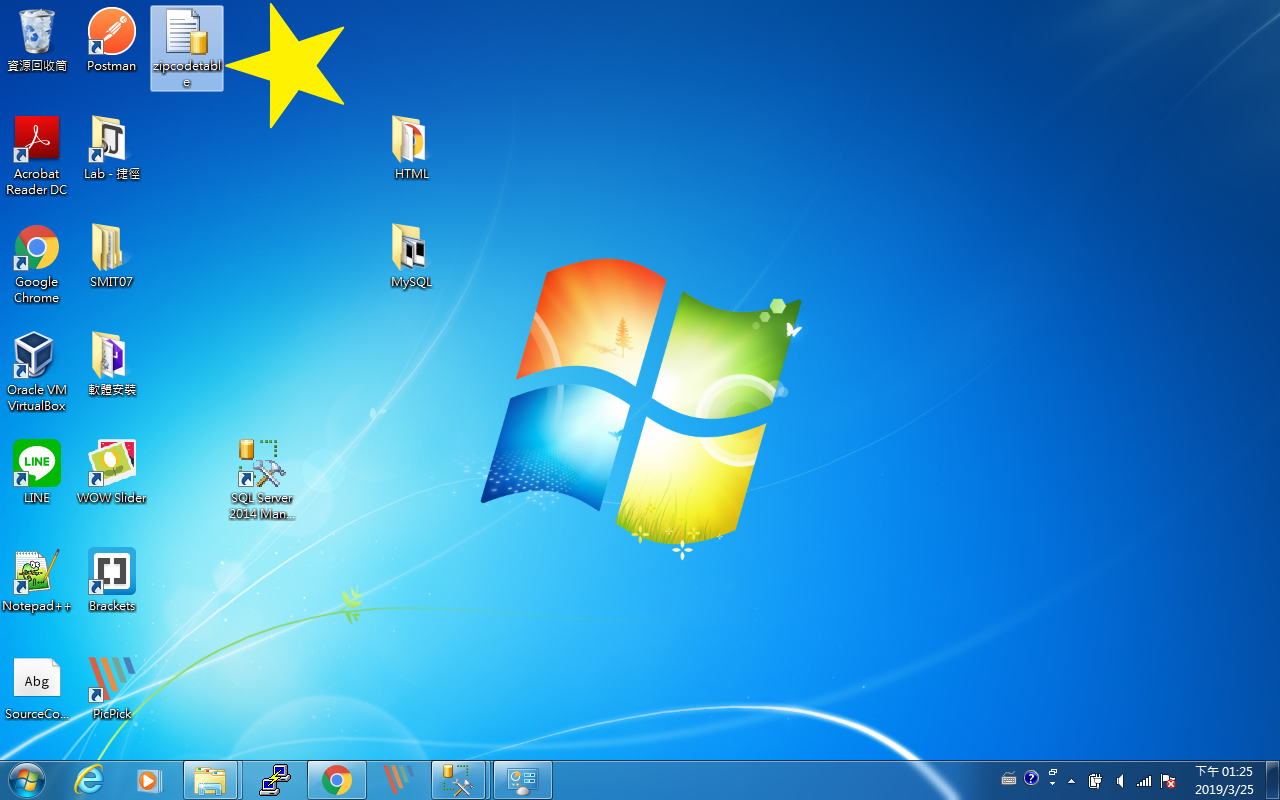 資源回收筒
Postman
zipcodetabl
e
Acrobat
Reader DC
Lab - 捷徑
HTML
Google
Chrome
SMIT07
MySQL
Oracle VM
VirtualBox
軟體安裝
LINE
LINE
WOW Slider
SQL Server
2014 Man...
Notepad++
Brackets
Abg
SourceCo...
PicPick
下午 01:25
2019/3/25